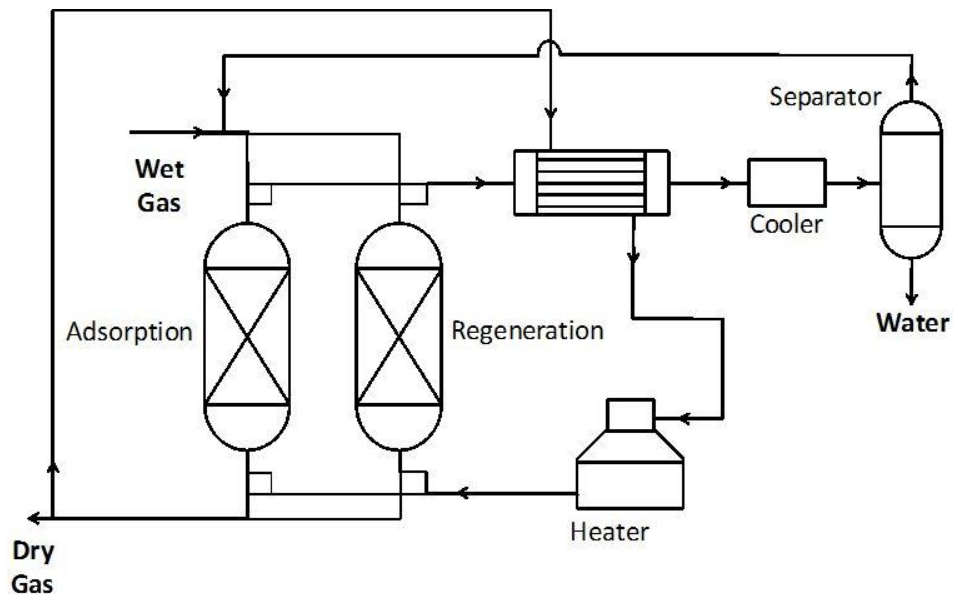 Separator
Wet
Gas
Cooler
Adsorption
Regeneration
Water
Heater
Dry
Gas